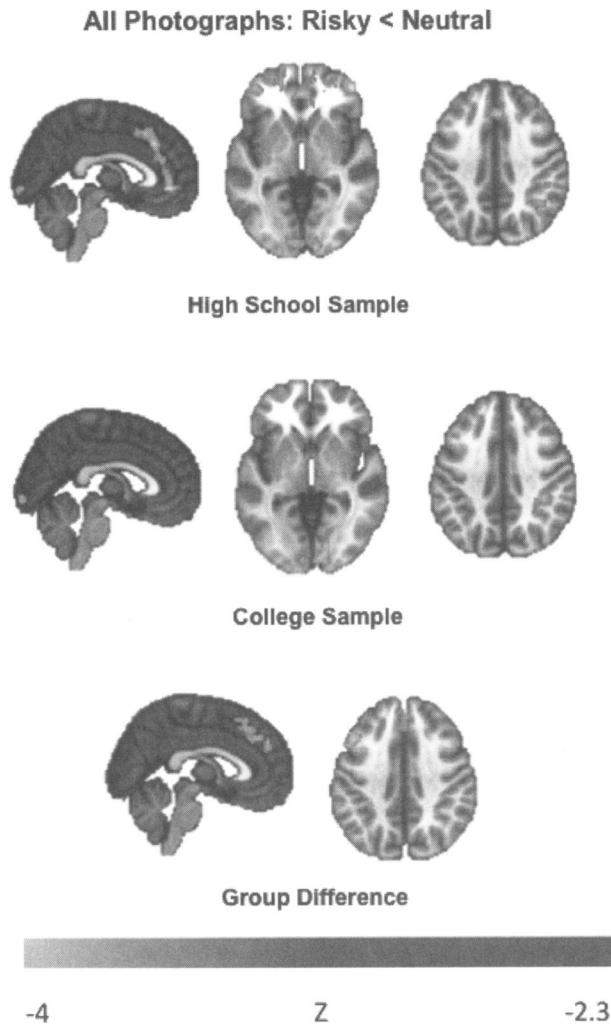 All Photographs: Risky < Neutral
High School Sample
College Sample
Group Difference
-4 Z -2.3